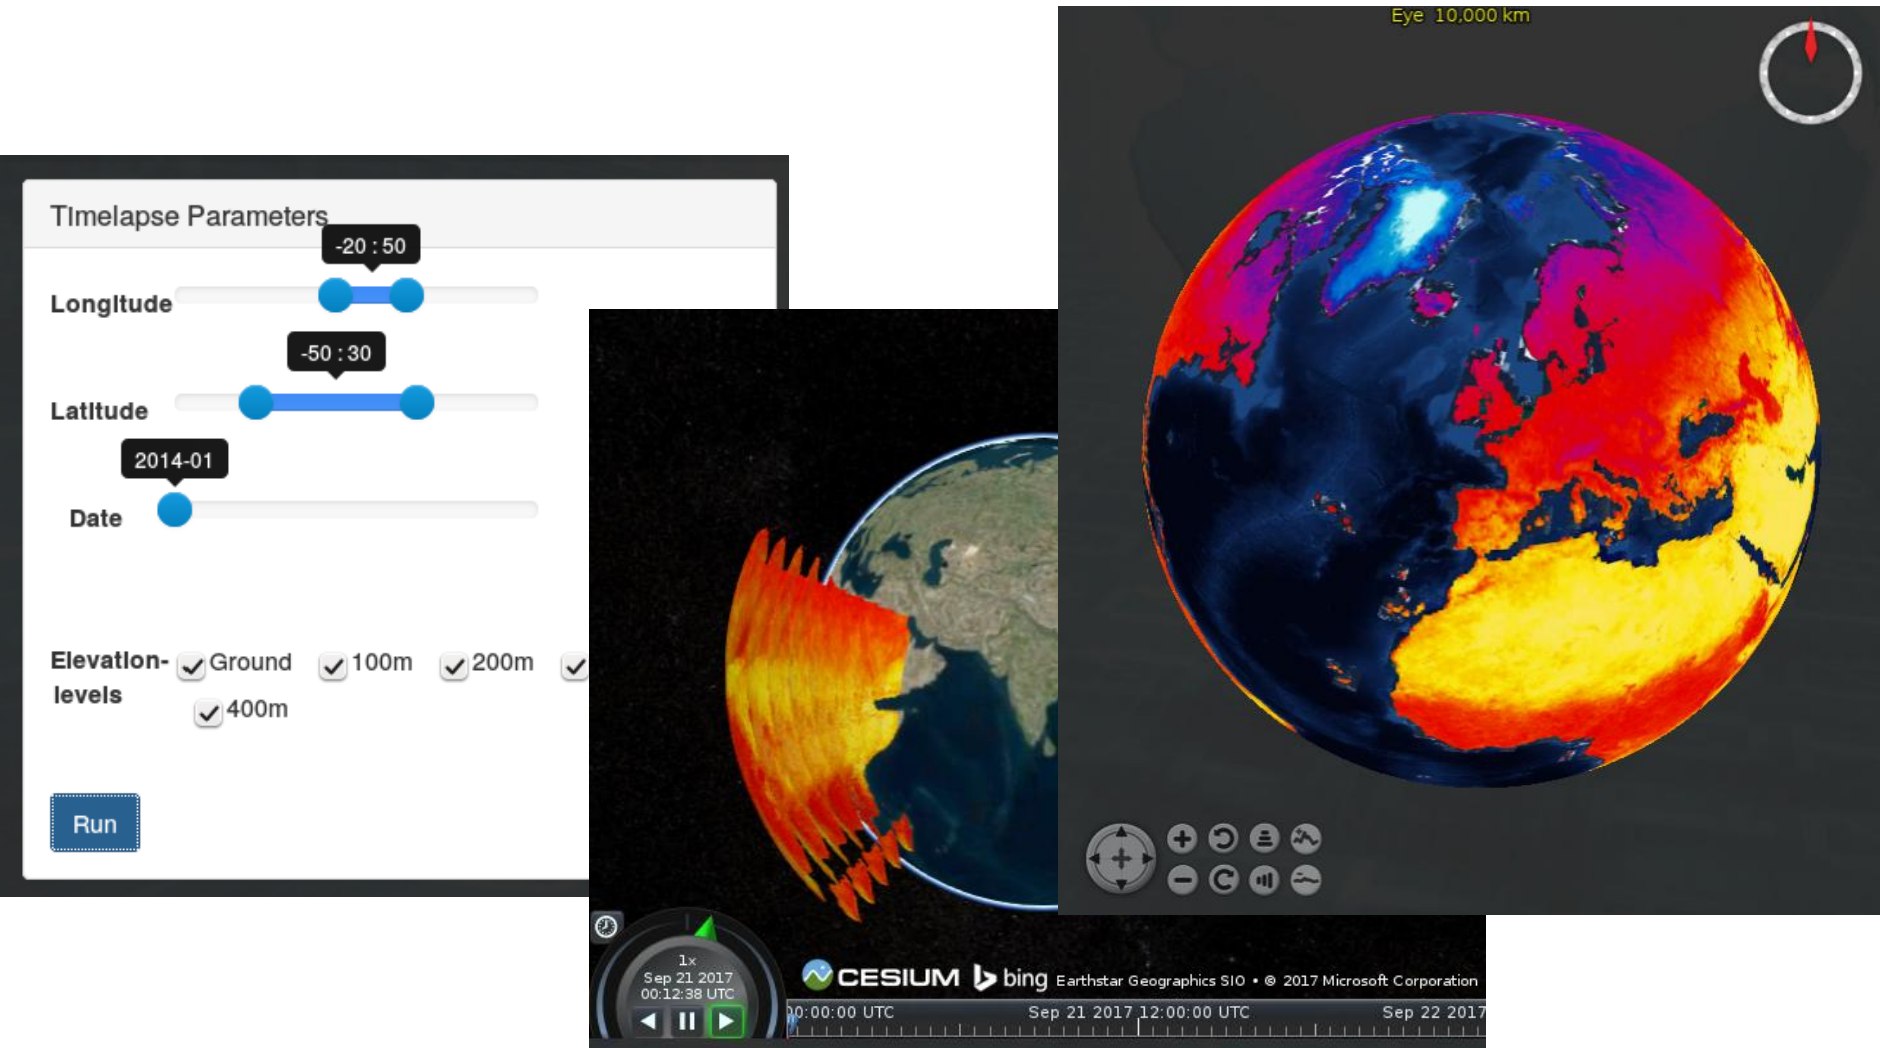 Eye 10,000 km
Timelapse Parameters
-20 : 50
Longitude
-50 : 30
Latitude
2014-01
Date
Elevation- Ground 100m 200m
levels 400m
Run
1x
Sep 21 2017
00:12:38 UTC
CESIUM bing Earthstar Geographics SIO • © 2017 Microsoft Corporation
00:00:00 UTC Sep 21 2017 12:00:00 UTC Sep 22 2017